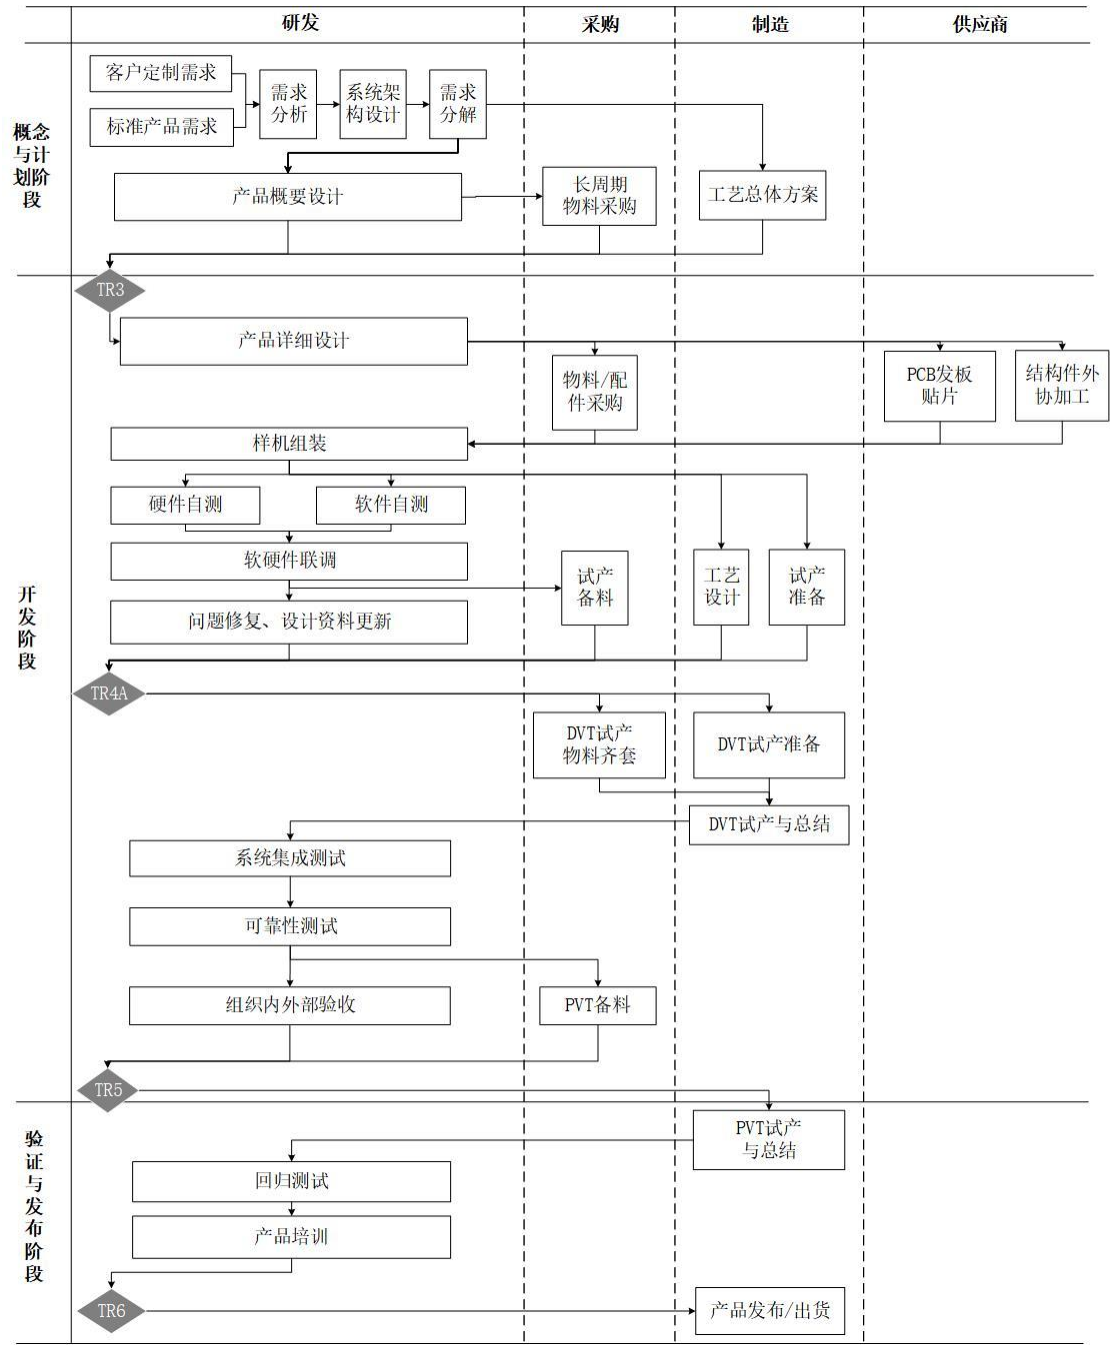 研发
采购
制造
供应商
概念
与计
划阶
段
客户定制需求
标准产品需求
需求
分析
系统架
构设计
需求
分解
产品概要设计
长周期
物料采购
工艺总体方案
TR3
开
发
阶
段
产品详细设计
物料/配
件采购
PCB发板
贴片
结构件外
协加工
样机组装
硬件自测
软件自测
软硬件联调
问题修复、设计资料更新
试产
备料
工艺
设计
试产
准备
TR4A
DVT试产
物料齐套
DVT试产准备
DVT试产与总结
系统集成测试
可靠性测试
组织内外部验收
PVT备料
TR5
验
证
与
发
布
阶
段
PVT试产
与总结
回归测试
产品培训
TR6
产品发布/出货